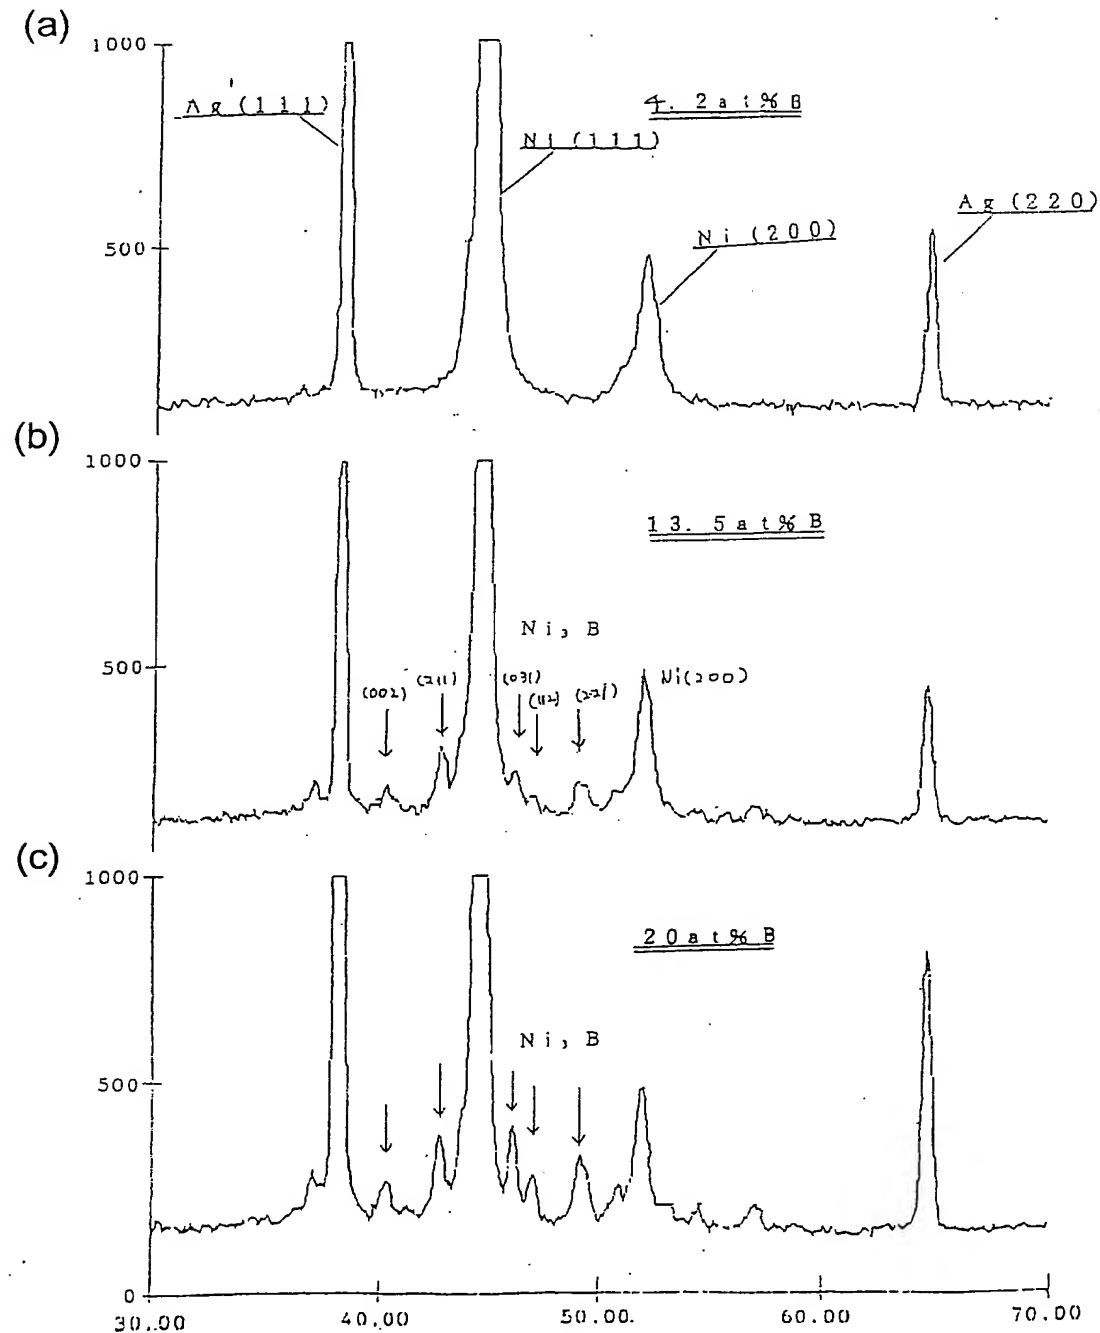 (a)
1000
Ag (111)
4.2at%B
Ni (111)
Ag (220)
Ni (200)
500
(b)
1000
13.5at%B
Ni₃B
500
(002)
(211)
(031)
(112)
(221)
Ni(200)
(c)
1000
20at%B
Ni₃B
500
0
30.00
40.00
50.00
60.00
70.00